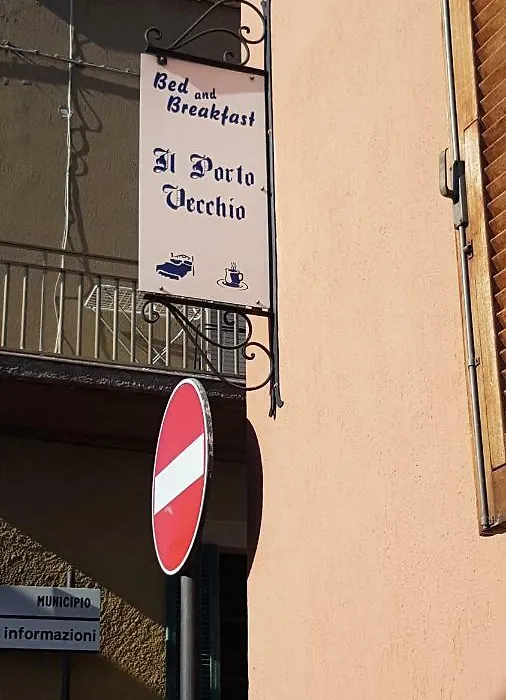 Bed and
Breakfast
Il Porto
Vecchio
MUNICIPIO
informazioni